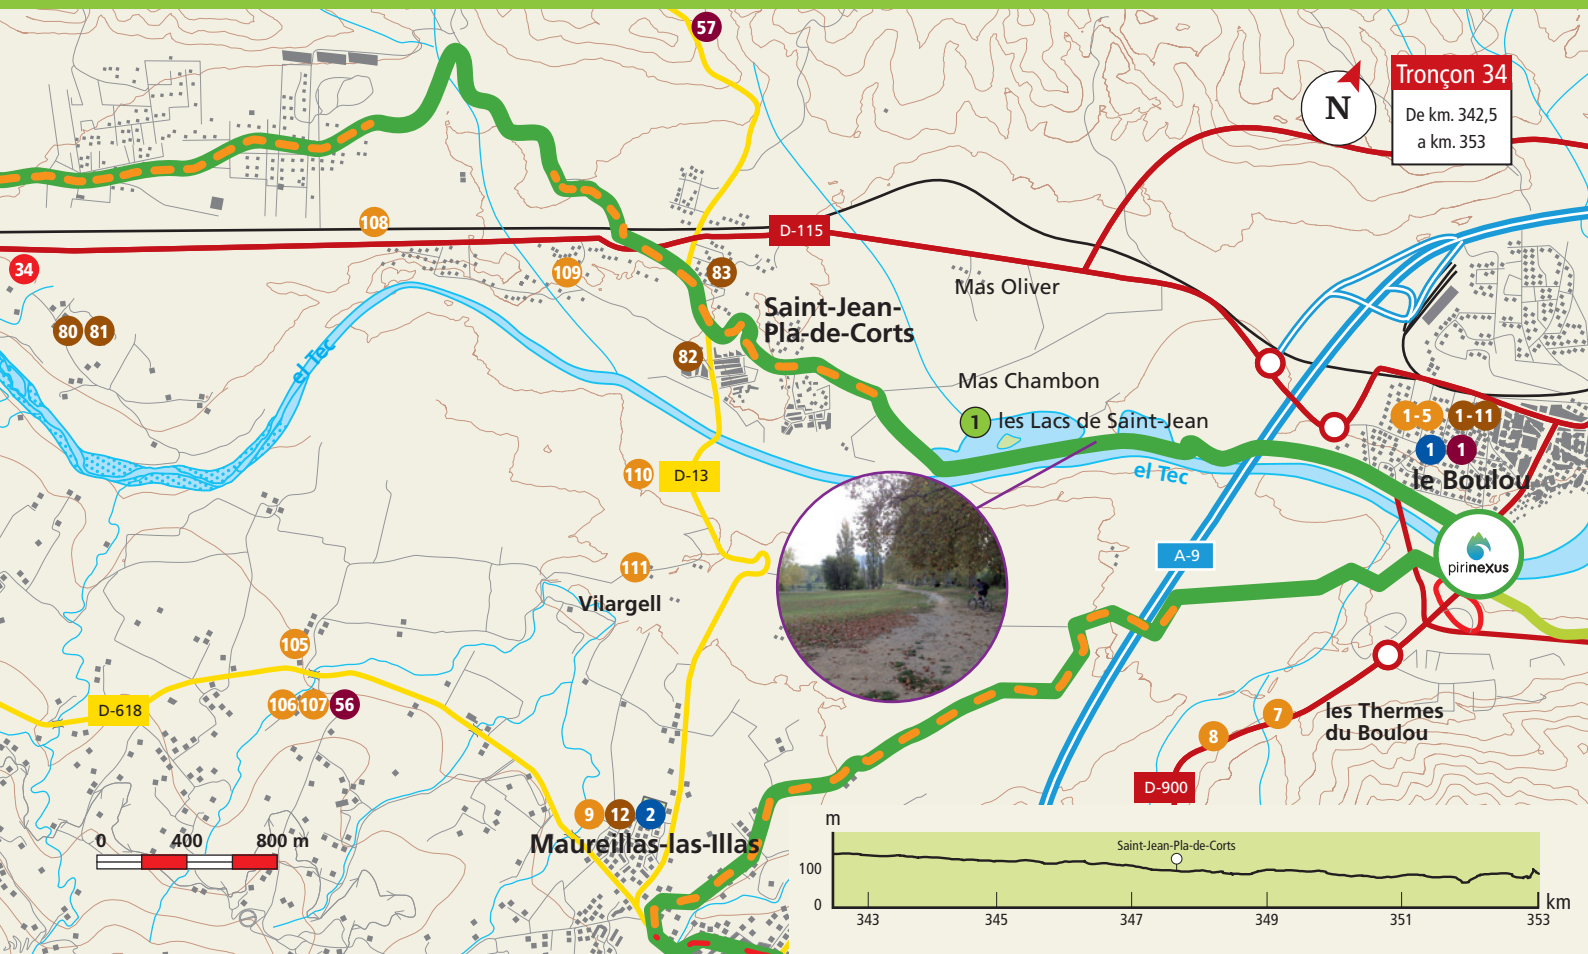 57
Tronçon 34
De km. 342,5
a km. 353
N
108
D-115
34
109
83
Mas Oliver
Saint-Jean-
Pla-de-Corts
80 81
el Tec
82
Mas Chambon
1 les Lacs de Saint-Jean
1-5 1-11
1 1
le Boulou
110 D-13
el Tec
A-9
pirinexus
111
Vilargell
105
106 107 56
D-618
7
8
les Thermes
du Boulou
D-900
9 12 2
Maureillas-las-Illas
0 400 800 m
m
Saint-Jean-Pla-de-Corts
100
0
km
343 345 347 349 351 353